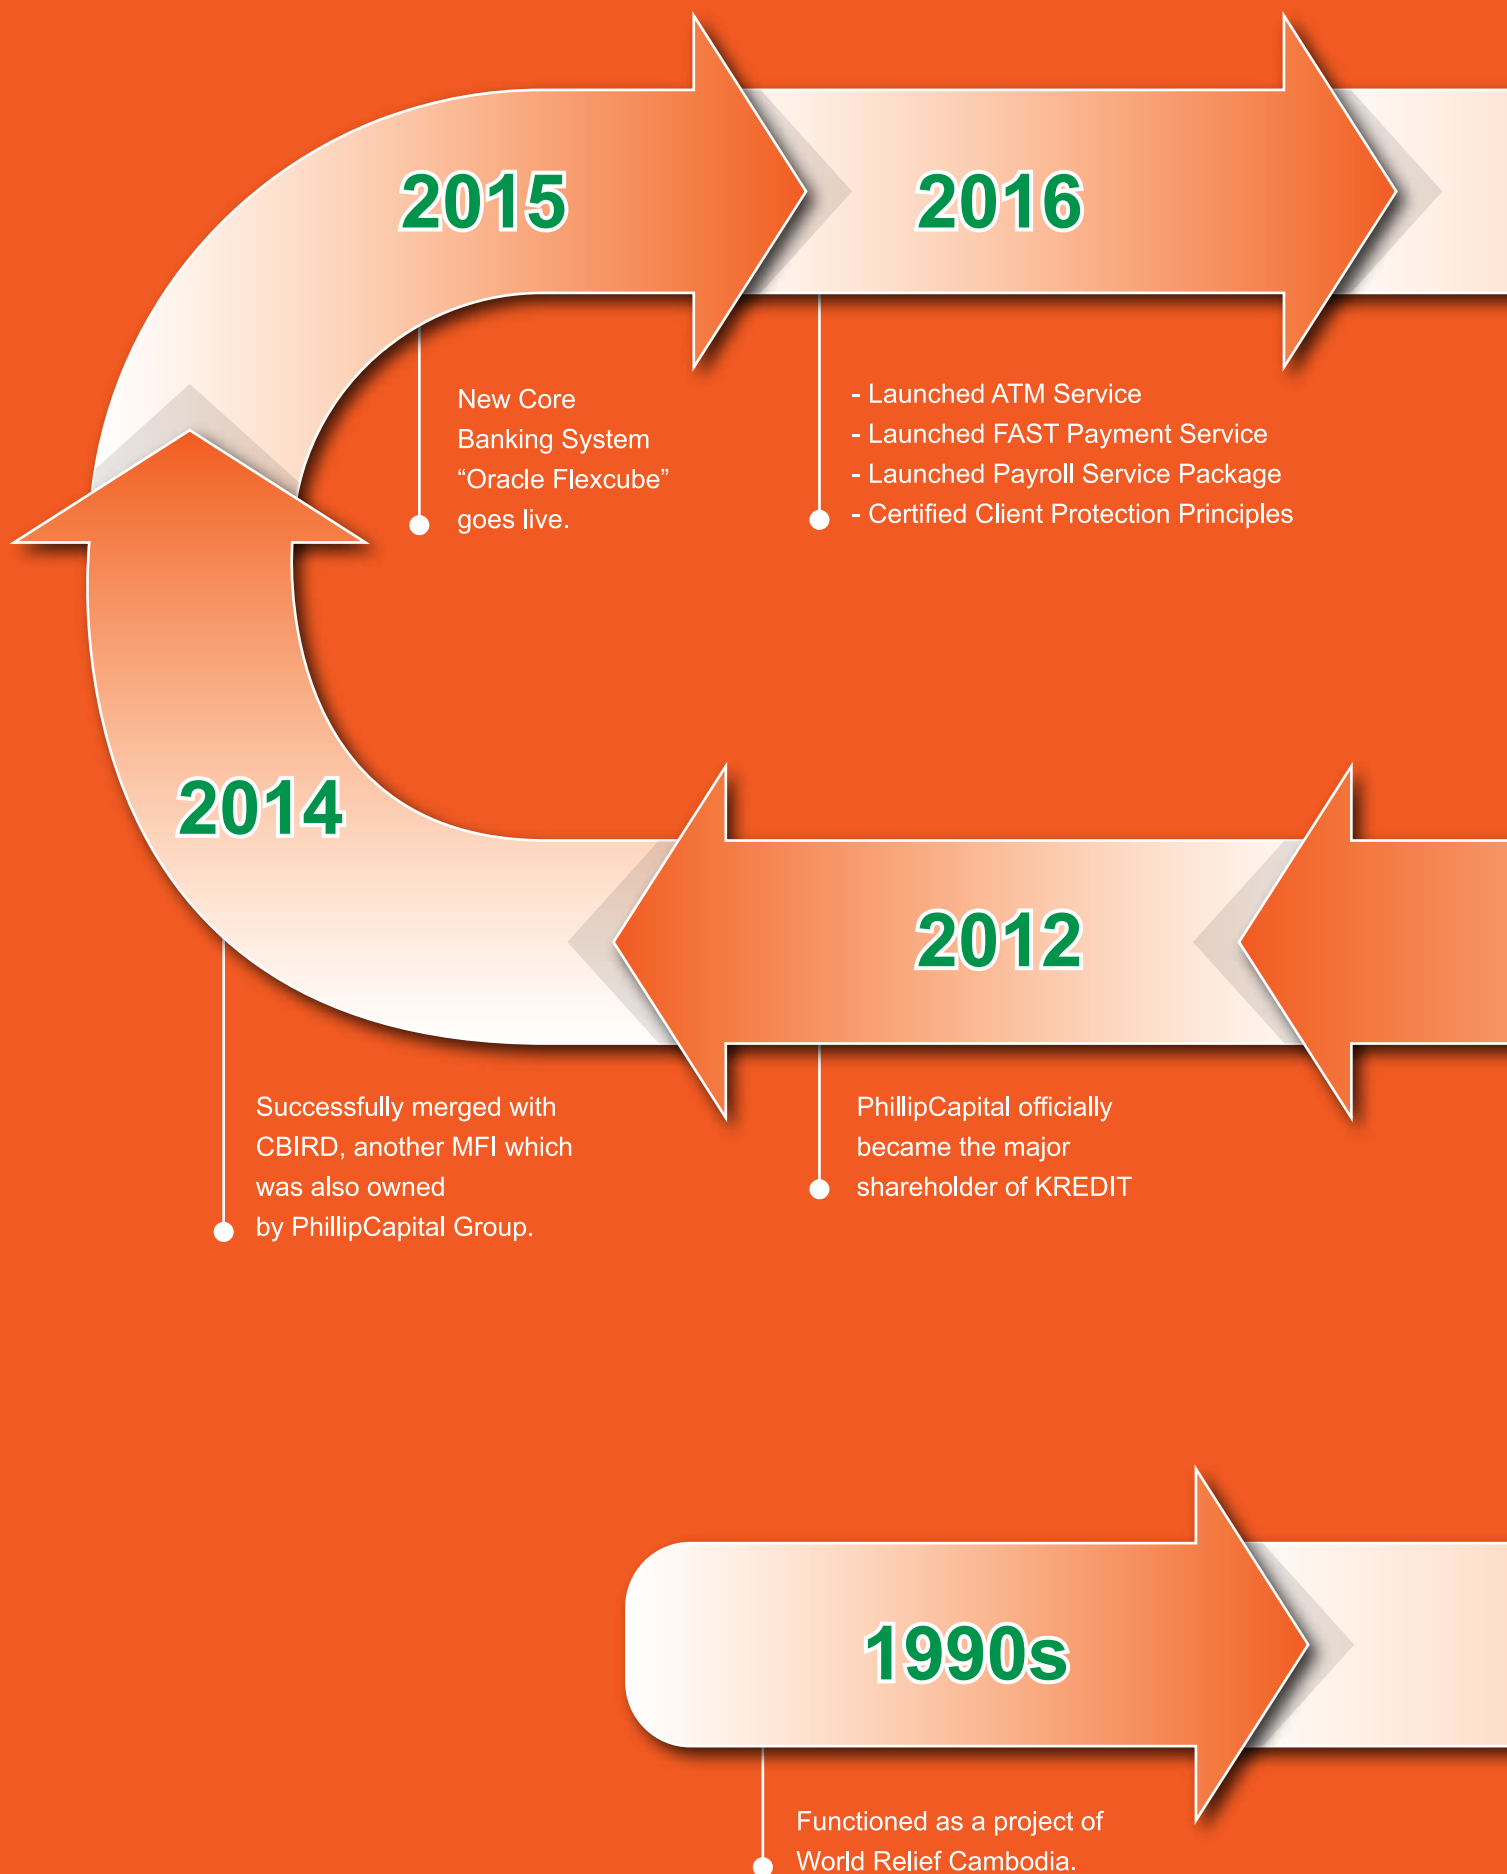 2015
2016
New Core
Banking System
“Oracle Flexcube”
goes live.
- Launched ATM Service
- Launched FAST Payment Service
- Launched Payroll Service Package
- Certified Client Protection Principles
2014
2012
Successfully merged with
CBIRD, another MFI which
was also owned
by PhillipCapital Group.
PhillipCapital officially
became the major
shareholder of KREDIT
1990s
Functioned as a project of
World Relief Cambodia.